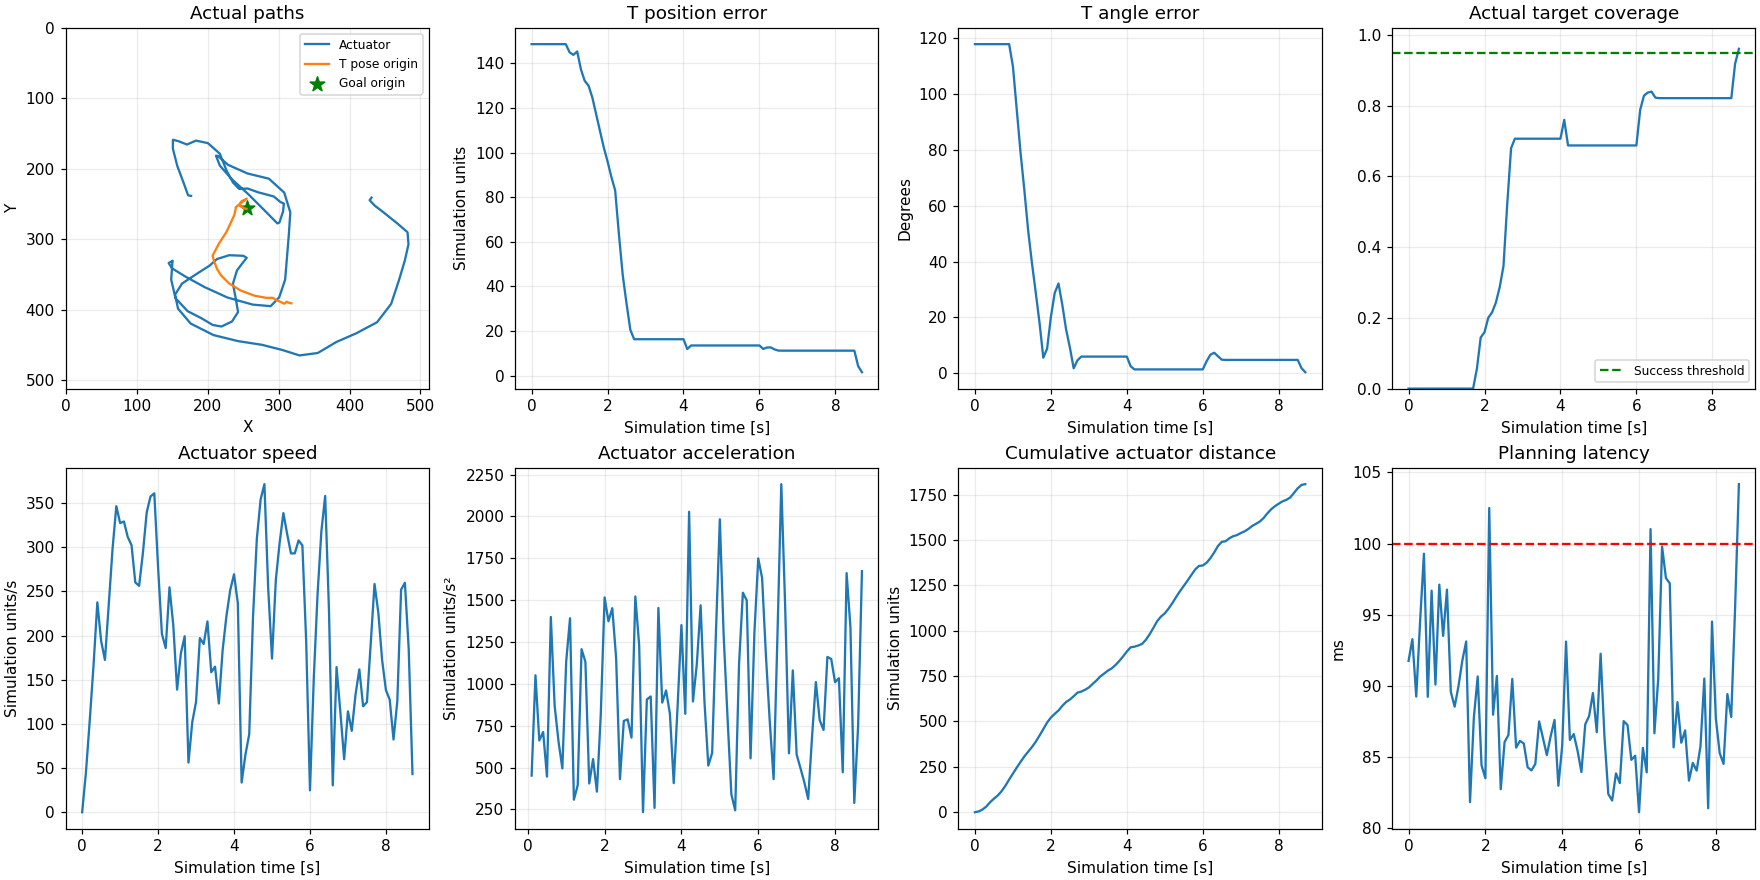 Actual paths
Y
0
100
200
300
400
500
0 100 200 300 400 500
X
Actuator
T pose origin
Goal origin
T position error
Simulation units
140
120
100
80
60
40
20
0
0 2 4 6 8
Simulation time [s]
T angle error
Degrees
120
100
80
60
40
20
0
0 2 4 6 8
Simulation time [s]
Actual target coverage
1.0
0.8
0.6
0.4
0.2
0.0
0 2 4 6 8
Simulation time [s]
Success threshold
Actuator speed
Simulation units/s
350
300
250
200
150
100
50
0
0 2 4 6 8
Simulation time [s]
Actuator acceleration
Simulation units/s²
2250
2000
1750
1500
1250
1000
750
500
250
0 2 4 6 8
Simulation time [s]
Cumulative actuator distance
Simulation units
1750
1500
1250
1000
750
500
250
0
0 2 4 6 8
Simulation time [s]
Planning latency
ms
105
100
95
90
85
80
0 2 4 6 8
Simulation time [s]